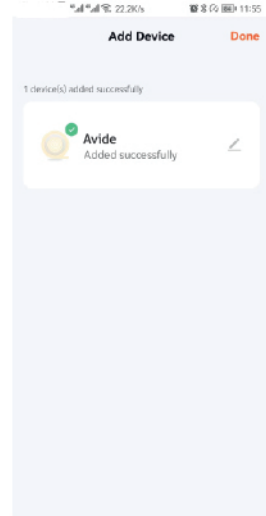 22.2K/s 11:55
Add Device Done
1 device(s) added successfully
Avide
Added successfully